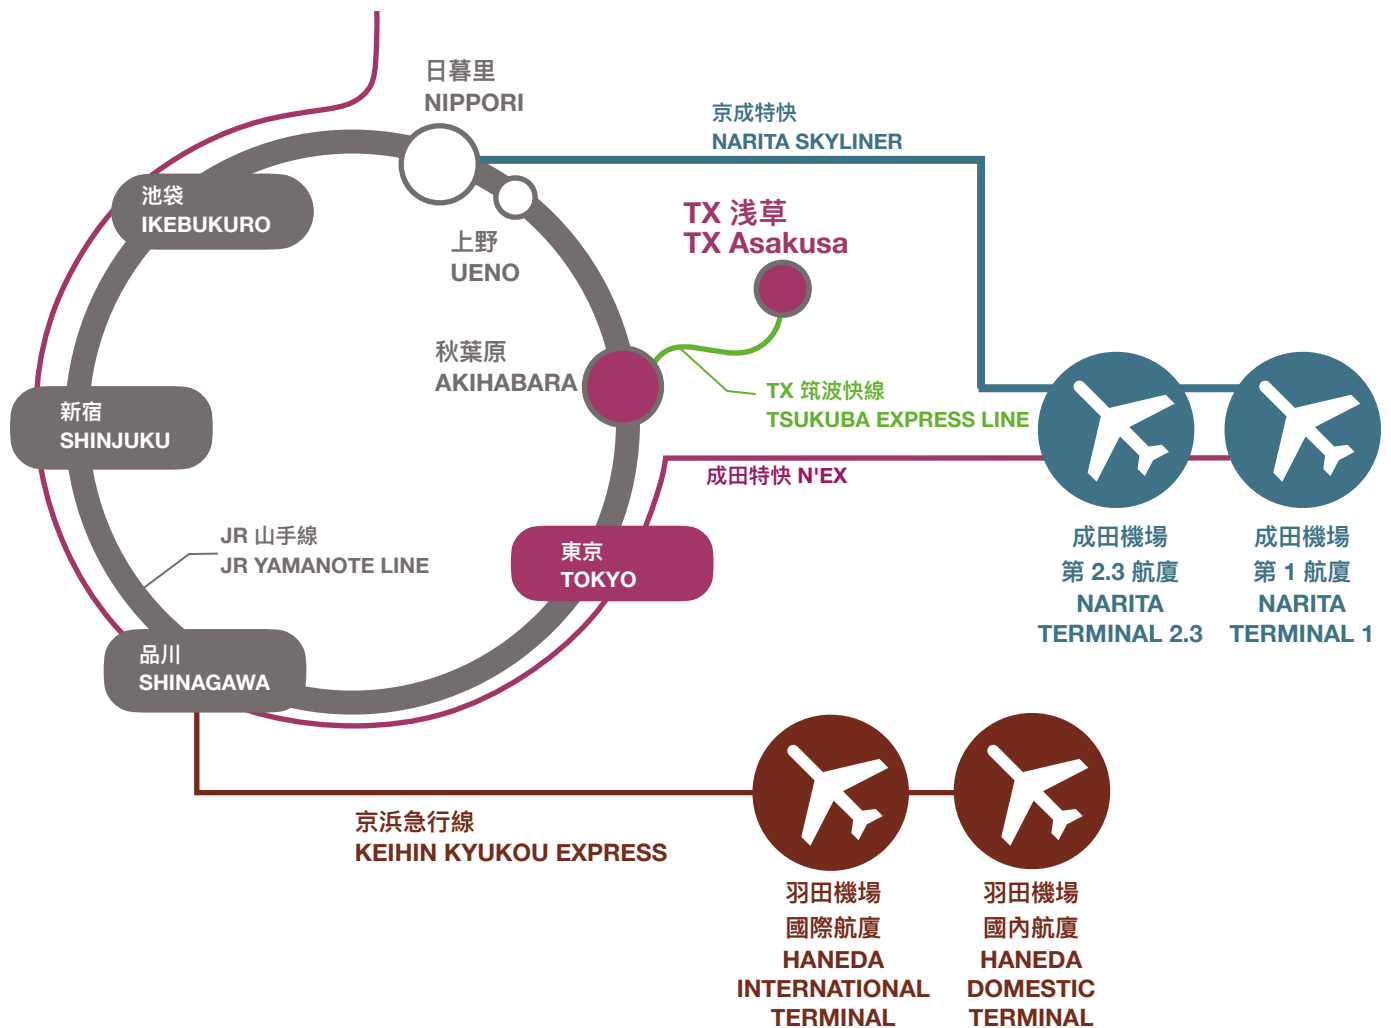 日暮里
NIPPORI
京成特快
NARITA SKYLINER
池袋
IKEBUKURO
上野
UENO
TX 浅草
TX Asakusa
秋葉原
AKIHABARA
TX 筑波快線
TSUKUBA EXPRESS LINE
新宿
SHINJUKU
成田特快 N'EX
JR 山手線
JR YAMANOTE LINE
東京
TOKYO
成田機場
第 2.3 航廈
NARITA
TERMINAL 2.3
成田機場
第 1 航廈
NARITA
TERMINAL 1
品川
SHINAGAWA
京浜急行線
KEIHIN KYUKOU EXPRESS
羽田機場
國際航廈
HANEDA
INTERNATIONAL
TERMINAL
羽田機場
國內航廈
HANEDA
DOMESTIC
TERMINAL